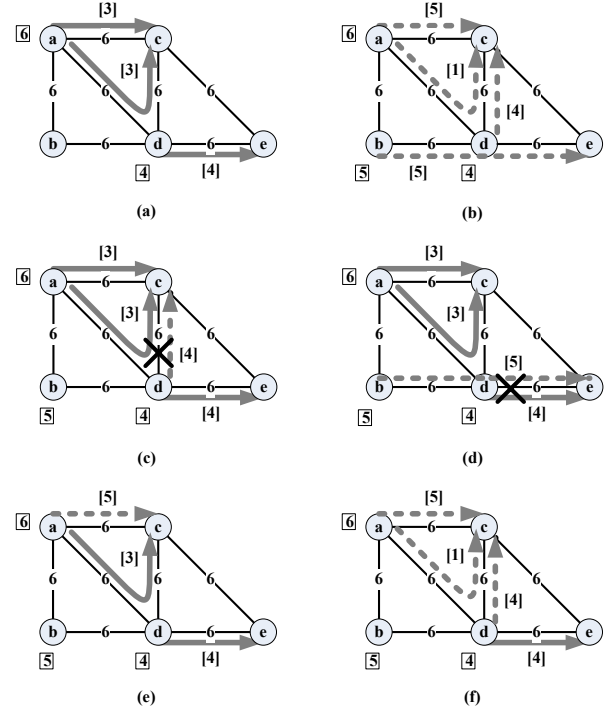 [3] [5]
6 a 6 c 6 a 6 c
[3] [1]
6 6 6 6 6 6 6 6
[4]
b 6 d 6 e b 6 d 6 e
4 [4] 5 [5] 4
(a) (b)
[3] [3]
6 a 6 c 6 a 6 c
[3] [3]
6 6 6 6 6 6 6 6
[4] [5]
b 6 d 6 e b 6 d 6 e
5 4 [4] 5 4 [4]
(c) (d)
[5] [5]
6 a 6 c 6 a 6 c
[3] [1]
6 6 6 6 6 6 6 6
[4]
b 6 d 6 e b 6 d 6 e
5 4 [4] 5 4 [4]
(e) (f)